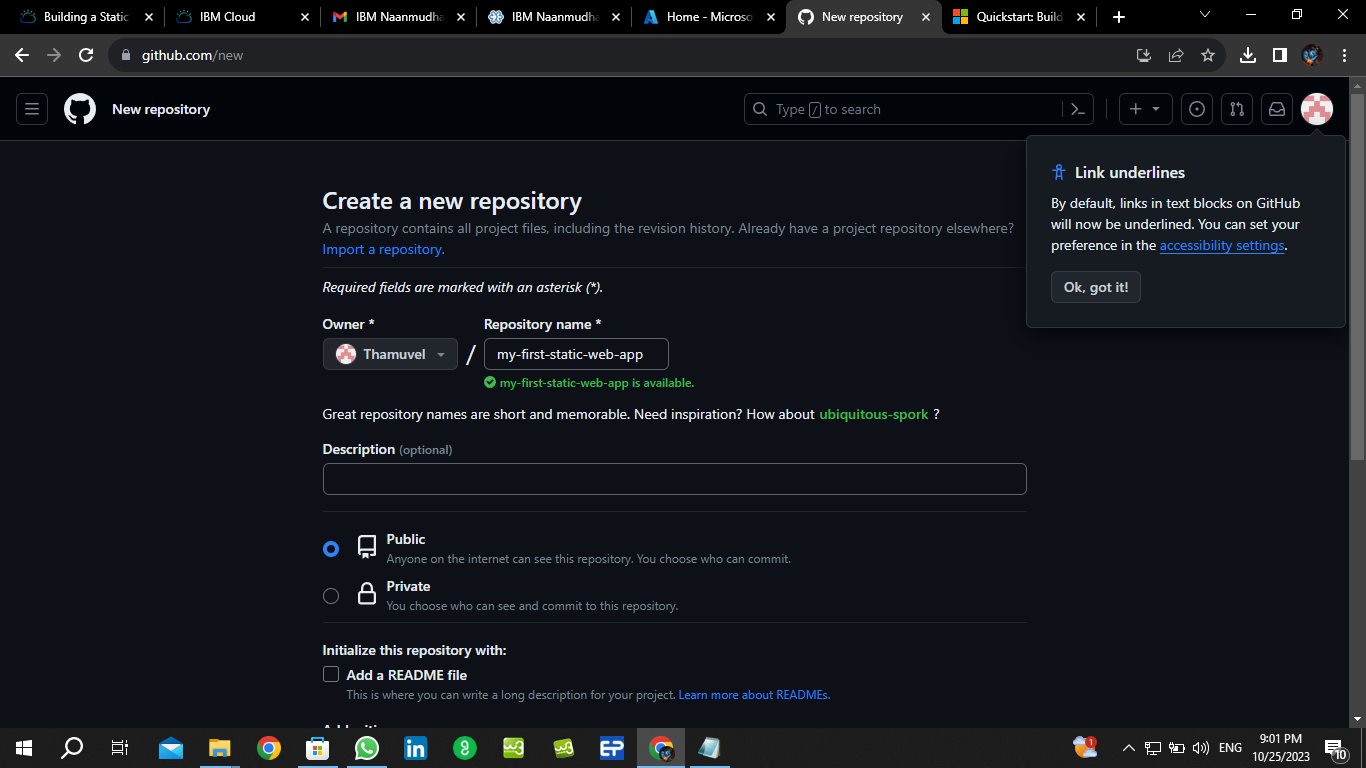 Building a Static
IBM Cloud
IBM Naanmudha
IBM Naanmudha
Home - Microso
New repository
Quickstart: Build
github.com/new
New repository
Type / to search
Link underlines
By default, links in text blocks on GitHub
will now be underlined. You can set your
preference in the accessibility settings.
Ok, got it!
Create a new repository
A repository contains all project files, including the revision history. Already have a project repository elsewhere?
Import a repository.
Required fields are marked with an asterisk (*).
Owner *
Repository name *
Thamuvel
/
my-first-static-web-app
my-first-static-web-app is available.
Great repository names are short and memorable. Need inspiration? How about ubiquitous-spork ?
Description (optional)
Public
Anyone on the internet can see this repository. You choose who can commit.
Private
You choose who can see and commit to this repository.
Initialize this repository with:
Add a README file
This is where you can write a long description for your project. Learn more about READMEs.
ENG
9:01 PM
10/25/2023
1
10
in
EP